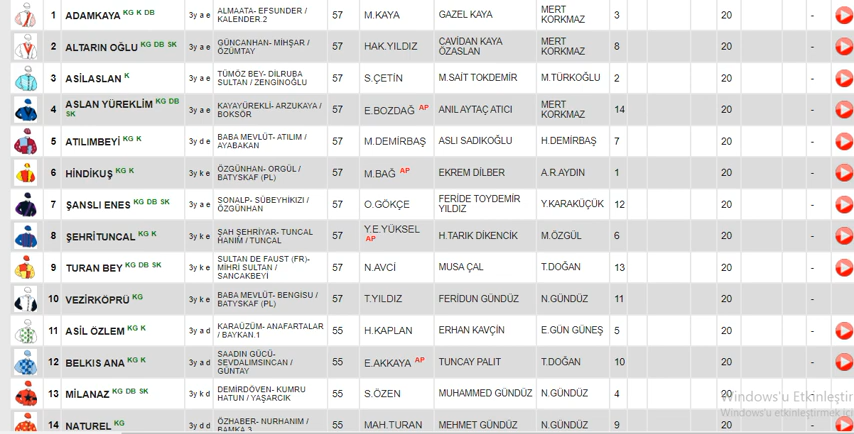 1 ADAMKAYA KG K DB 3y a e ALMAATA- EFSUNDER / KALENDER.2 57 M.KAYA GAZEL KAYA MERT KORKMAZ 3 20 -
2 ALTARIN OĞLU KG DB SK 3y a e GÜNCANHAN- MİHŞAR / ÖZÜMTAY 57 HAK.YILDIZ CAVİDAN KAYA ÖZASLAN MERT KORKMAZ 8 20 -
3 ASİLASLAN K 3y a e TÜMÖZ BEY- DİLRUBA SULTAN / ZENGİNOĞLU 57 S.ÇETİN M.SAİT TOKDEMİR M.TÜRKOĞLU 2 20 -
4 ASLAN YÜREKLİM KG DB SK 3y a e KAYAYÜREKLİ- ARZUKAYA / BOKSÖR 57 E.BOZDAĞ AP ANIL AYTAÇ ATICI MERT KORKMAZ 14 20 -
5 ATILIMBEYİ KG K 3y d e BABA MEVLÜT- ATILIM / AYABAKAN 57 M.DEMİRBAŞ ASLI SADIKOĞLU H.DEMİRBAŞ 7 20 -
6 HİNDİKUŞ KG K 3y k e ÖZGÜNHAN- ORGÜL / BATYSKAF (PL) 57 M.BAĞ AP EKREM DİLBER A.R.AYDIN 1 20 -
7 ŞANSLI ENES KG DB SK 3y a e SONALP- SÜBEYHİKIZI / ÖZGÜNHAN 57 O.GÖKÇE FERİDE TOYDEMİR YILDIZ Y.KARAKÜÇÜK 12 20 -
8 ŞEHRİTUNCAL KG K 3y k e ŞAH ŞEHRİYAR- TUNCAL HANIM / TUNCAL 57 Y.E.YÜKSEL AP H.TARIK DİKENCİK M.ÖZGÜL 6 20 -
9 TURAN BEY KG DB SK 3y k e SULTAN DE FAUST (FR)- MİHRİ SULTAN / SANCAKBEYİ 57 N.AVCİ MUSA ÇAL T.DOĞAN 13 20 -
10 VEZİRKÖPRÜ KG 3y k e BABA MEVLÜT- BENGİSU / BATYSKAF (PL) 57 T.YILDIZ FERİDUN GÜNDÜZ N.GÜNDÜZ 11 20 -
11 ASİL ÖZLEM KG K 3y a d KARAÜZÜM- ANAFARTALAR / BAYKAN.1 55 H.KAPLAN ERHAN KAVÇİN E.GÜN GÜNEŞ 5 20 -
12 BELKIS ANA KG K 3y a d SAADIN GÜCÜ- SEVDALIMSINCAN / GÜNTAY 55 E.AKKAYA AP TUNCAY PALIT T.DOĞAN 10 20 -
13 MİLANAZ KG DB SK 3y k d DEMİRDÖVEN- KUMRU HATUN / YAŞARCIK 55 S.ÖZEN MUHAMMED GÜNDÜZ N.GÜNDÜZ 4 20 -
14 NATUREL KG 3y d d ÖZHABER- NURHANIM / BAMKA.3 55 MAH.TURAN MEHMET GÜNDÜZ N.GÜNDÜZ 9 20 -
Windows'u Etkinleştir
Windows'u etkinleştirmek içi